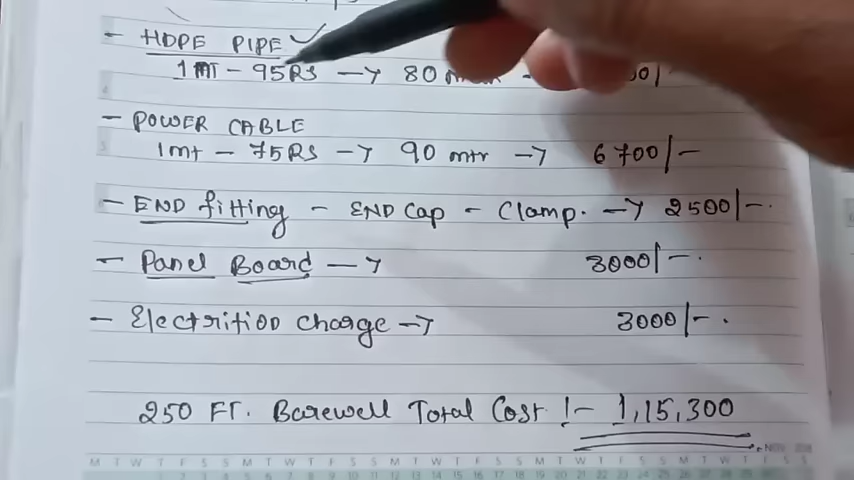 - HDPE PIPE ✓
1MT - 95RS → 80
- POWER CABLE
1mt - 75RS → 90 mtr → 6700/-
- END fitting - END Cap - Clamp. → 2500/-.
- Panel Board → 3000/-.
- Electrition charge → 3000/-.
250 FT. Borewell Total Cost :- 1,15,300
M T W T F S S M T W T F S S M T W T F S S M T W T F S S M T W T F S S